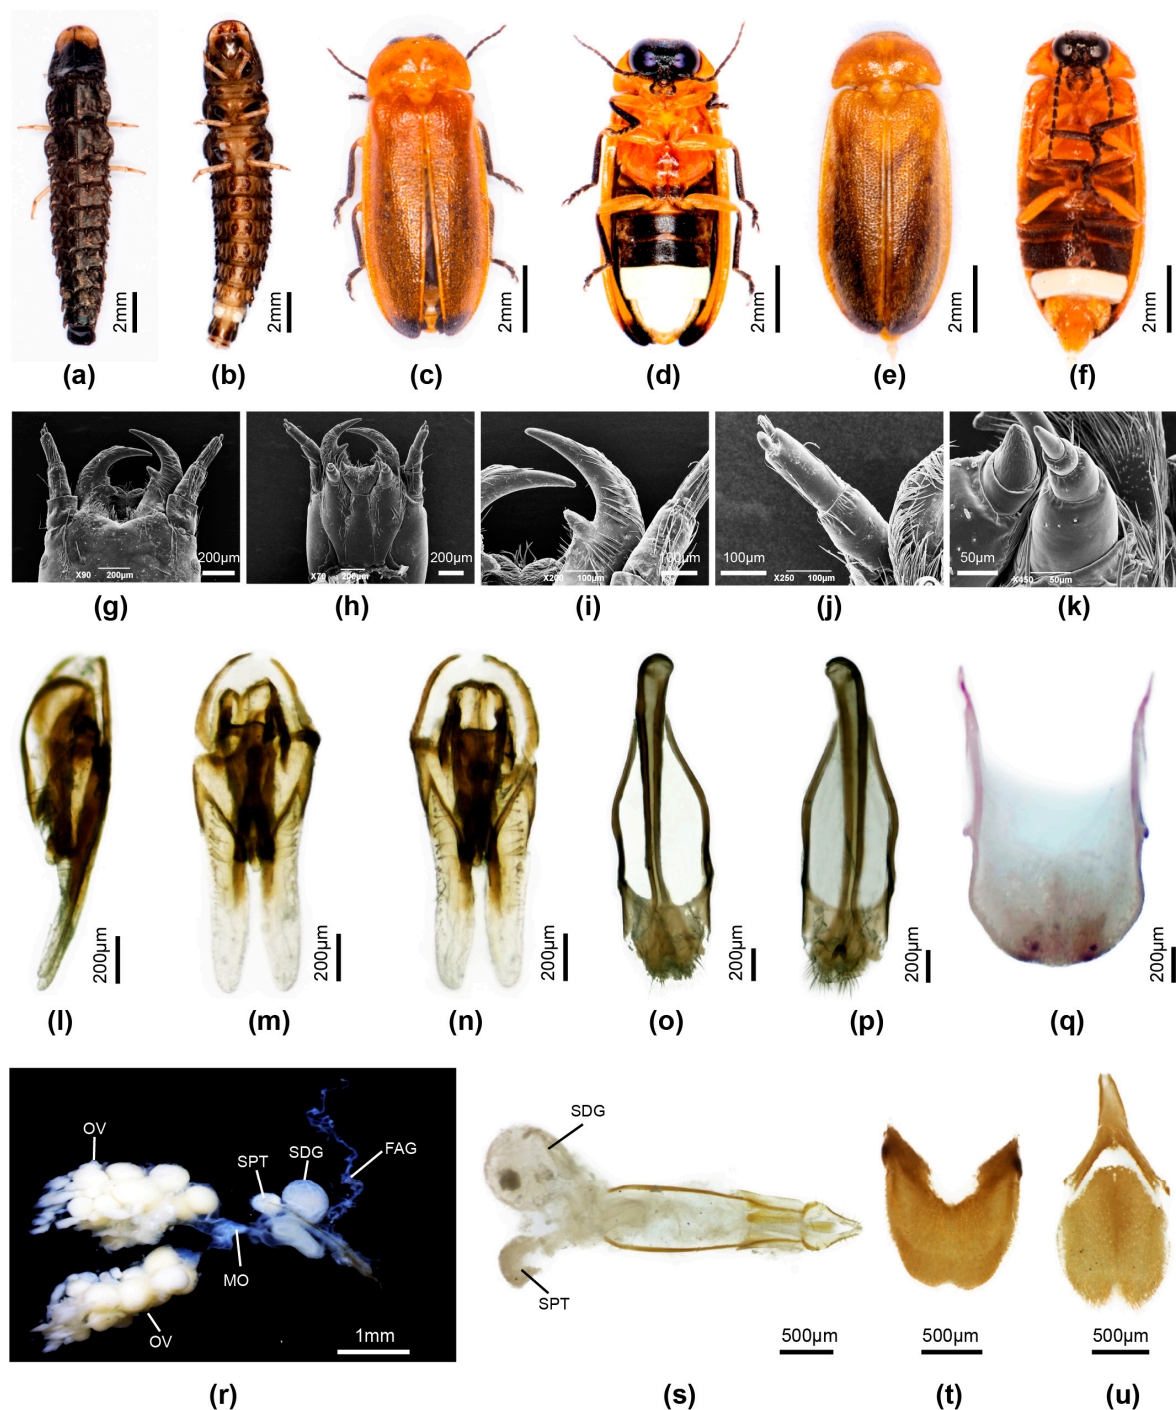 2mm
2mm
2mm
2mm
2mm
2mm
(a)
(b)
(c)
(d)
(e)
(f)
X90 200μm
200μm
X70 200μm
200μm
X200 100μm
100μm
100μm
X250 100μm
50μm
X450 50μm
(g)
(h)
(i)
(j)
(k)
200μm
200μm
200μm
200μm
200μm
200μm
(l)
(m)
(n)
(o)
(p)
(q)
OV
SPT
SDG
FAG
MO
OV
1mm
SDG
SPT
500μm
500μm
500μm
(r)
(s)
(t)
(u)